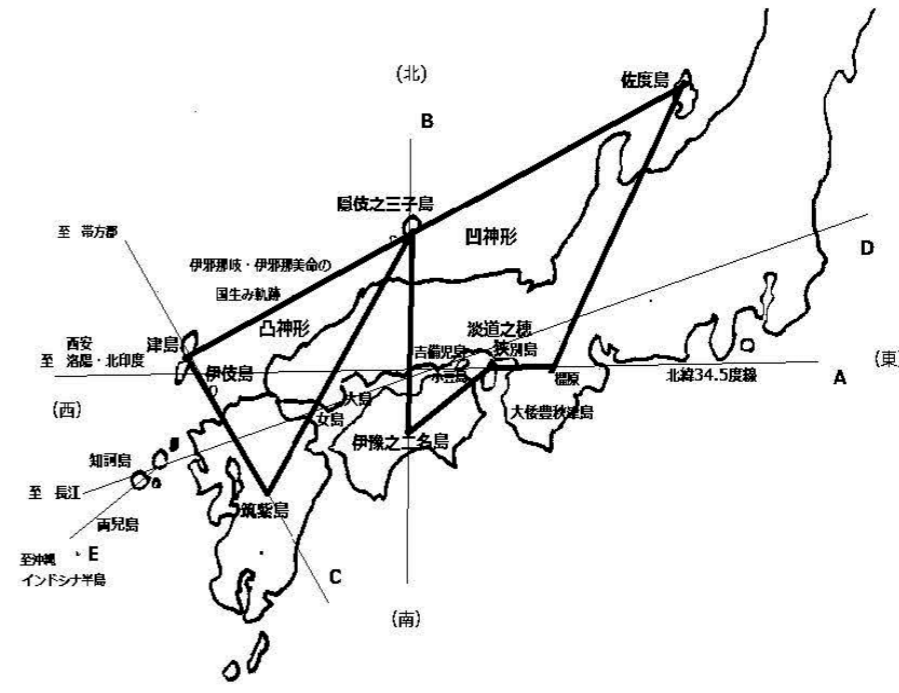 (北)
佐度島
B
隠伎之三子島
至 帯方郡
凹神形
伊邪那岐・伊邪那美命の
国生み軌跡
D
凸神形
淡道之穂
狭別島
西安
至 洛陽・北印度
津島
伊伎島
吉備児島
小豆島
橿原
北緯34.5度線
(東)
A
(西)
大島
女島
大倭豊秋津島
伊豫之二名島
知訶島
至 長江
筑紫島
両児島
至沖縄
インドシナ半島
E
C
(南)